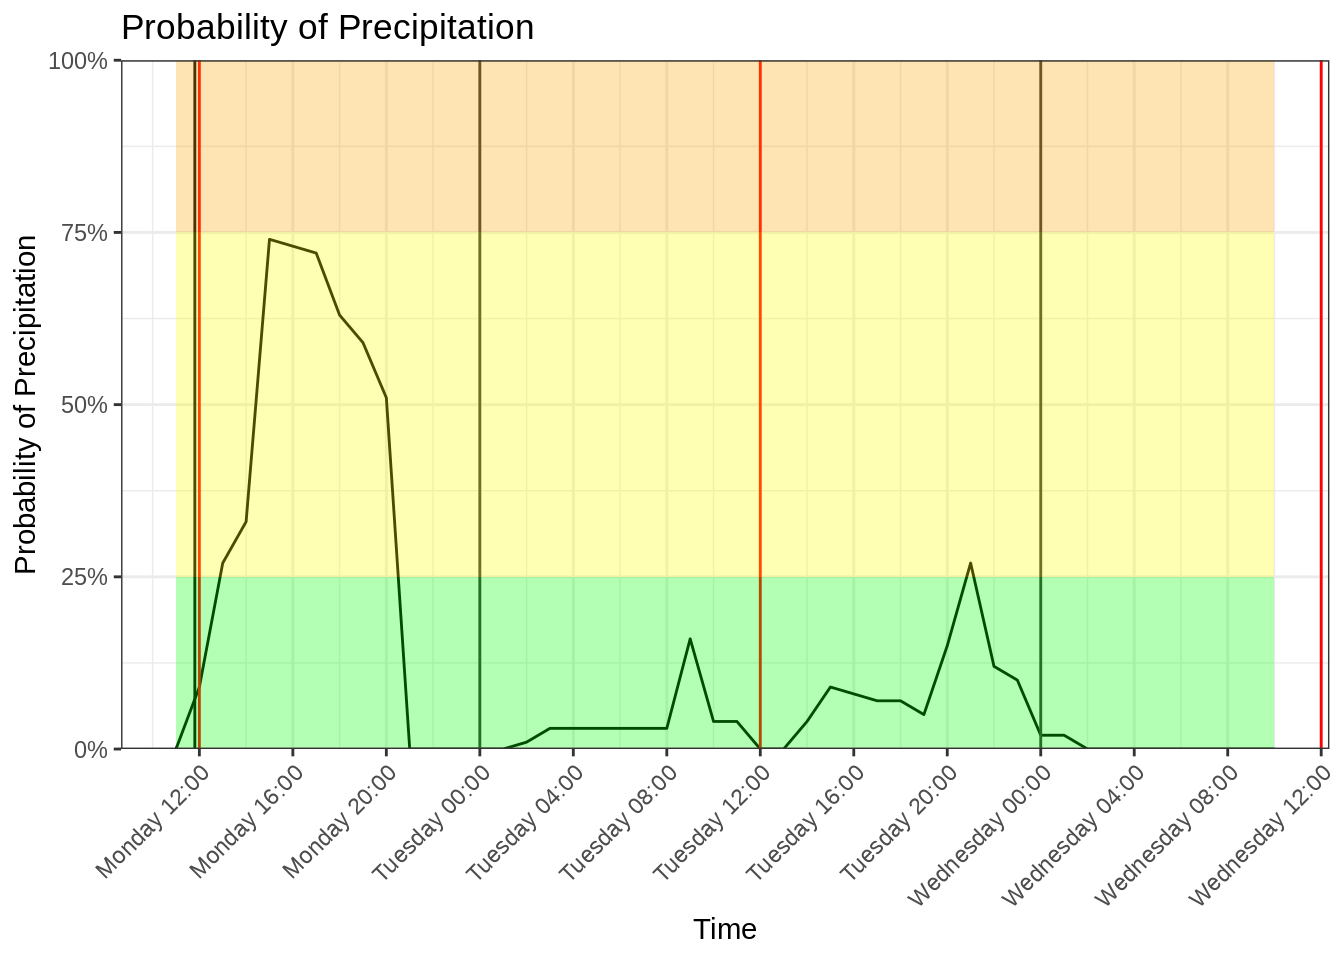 Probability of Precipitation
100%
75%
50%
25%
0%
Probability of Precipitation
Monday 12:00
Monday 16:00
Monday 20:00
Tuesday 00:00
Tuesday 04:00
Tuesday 08:00
Tuesday 12:00
Tuesday 16:00
Tuesday 20:00
Wednesday 00:00
Wednesday 04:00
Wednesday 08:00
Wednesday 12:00
Time